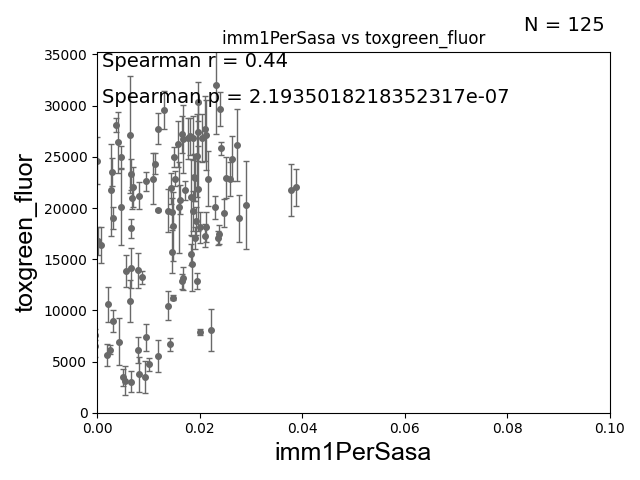 N = 125
imm1PerSasa vs toxgreen_fluor
Spearman r = 0.44
Spearman p = 2.1935018218352317e-07
toxgreen_fluor
35000
30000
25000
20000
15000
10000
5000
0
0.00 0.02 0.04 0.06 0.08 0.10
imm1PerSasa